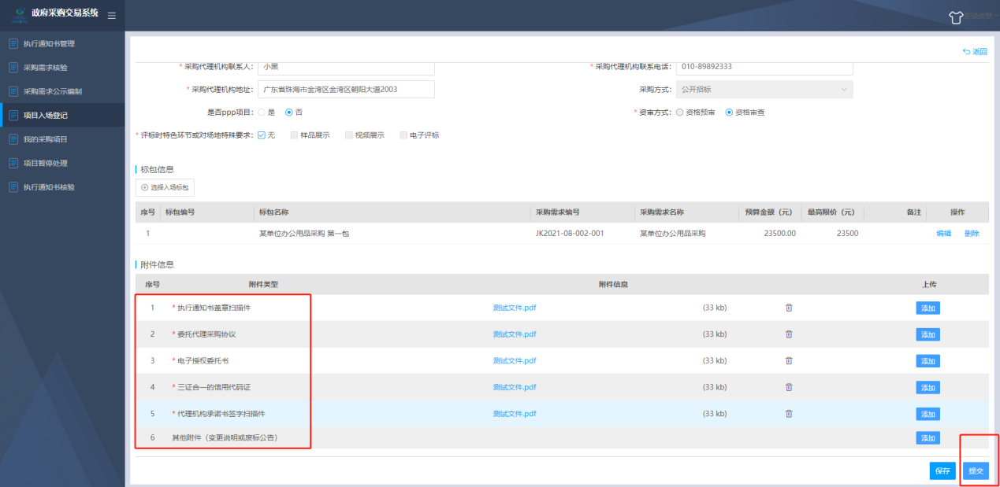 政府采购交易系统
更换皮肤
执行通知书管理
采购需求核验
采购需求公示编制
项目入场登记
我的采购项目
项目暂停处理
执行通知书核验
返回
* 采购代理机构联系人： 小黑 * 采购代理机构联系电话： 010-89892333
* 采购代理机构地址： 广东省珠海市金湾区金湾区朝阳大道2003 采购方式： 公开招标
是否ppp项目： 是 否 * 资审方式： 资格预审 资格审查
* 评标时特色环节或对场地特殊要求： 无 样品展示 视频展示 电子评标
标包信息
选择入场标包
序号 标包编号 标包名称 采购需求编号 采购需求名称 预算金额（元） 最高限价（元） 备注 操作
1 某单位办公用品采购 第一包 JK2021-08-002-001 某单位办公用品采购 23500.00 23500 编辑 删除
附件信息
序号 附件类型 附件信息 上传
1 * 执行通知书盖章扫描件 测试文件.pdf (33 kb) 添加
2 * 委托代理采购协议 测试文件.pdf (33 kb) 添加
3 * 电子授权委托书 测试文件.pdf (33 kb) 添加
4 * 三证合一的信用代码证 测试文件.pdf (33 kb) 添加
5 * 代理机构承诺书签字扫描件 测试文件.pdf (33 kb) 添加
6 其他附件（变更说明或废标公告） 添加
保存 提交